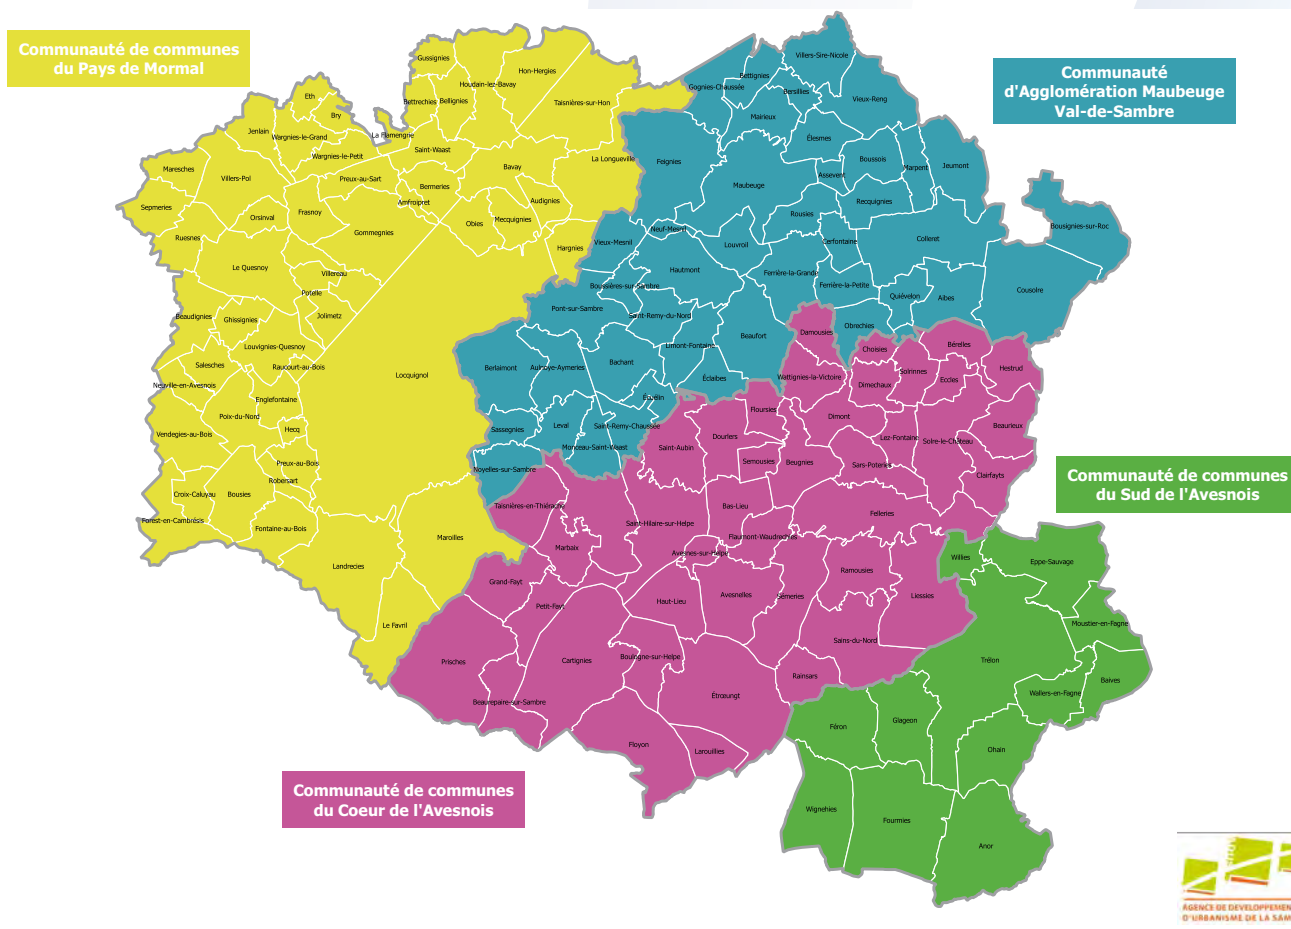 Communauté de communes
du Pays de Mormal
Communauté
d'Agglomération Maubeuge
Val-de-Sambre
Communauté de communes
du Sud de l'Avesnois
Communauté de communes
du Coeur de l'Avesnois
Gussignies
Hon-Hergies
Houdain-lez-Bavay
Bettrechies
Bellignies
Taisnières-sur-Hon
Eth
Bry
La Flamengrie
Jenlain
Wargnies-le-Grand
Wargnies-le-Petit
Saint-Waast
Bavay
La Longueville
Maresches
Villers-Pol
Preux-au-Sart
Bermeries
Amfroipret
Audignies
Sepmeries
Orsinval
Frasnoy
Gommegnies
Obies
Mecquignies
Ruesnes
Hargnies
Le Quesnoy
Villereau
Potelle
Jolimetz
Beaudignies
Ghissignies
Louvignies-Quesnoy
Salesches
Raucourt-au-Bois
Locquignol
Neuville-en-Avesnois
Englefontaine
Poix-du-Nord
Vendegies-au-Bois
Hecq
Preux-au-Bois
Robersart
Croix-Caluyau
Bousies
Forest-en-Cambrésis
Fontaine-au-Bois
Landrecies
Maroilles
Le Favril
Villers-Sire-Nicole
Bettignies
Gognies-Chaussée
Bersillies
Vieux-Reng
Mairieux
Élesmes
Feignies
Boussois
Marpent
Jeumont
Assevent
Maubeuge
Recquignies
Rousies
Bousignies-sur-Roc
Neuf-Mesnil
Vieux-Mesnil
Louvroil
Cerfontaine
Colleret
Hautmont
Ferrière-la-Grande
Boussières-sur-Sambre
Ferrière-la-Petite
Quiévelon
Aibes
Cousolre
Pont-sur-Sambre
Saint-Remy-du-Nord
Obrechies
Beaufort
Limont-Fontaine
Berlaimont
Aulnoye-Aymeries
Bachant
Éclaibes
Écuélin
Sassegnies
Leval
Saint-Remy-Chaussée
Monceau-Saint-Waast
Noyelles-sur-Sambre
Damousies
Choisies
Bérelles
Wattignies-la-Victoire
Dimechaux
Solrinnes
Eccles
Hestrud
Floursies
Dimont
Beaurieux
Dourlers
Lez-Fontaine
Solre-le-Château
Saint-Aubin
Semousies
Beugnies
Sars-Poteries
Clairfayts
Taisnières-en-Thiérache
Bas-Lieu
Felleries
Saint-Hilaire-sur-Helpe
Flaumont-Waudrechies
Marbaix
Avesnes-sur-Helpe
Grand-Fayt
Ramousies
Petit-Fayt
Haut-Lieu
Avesnelles
Sémeries
Liessies
Sains-du-Nord
Prisches
Cartignies
Boulogne-sur-Helpe
Rainsars
Beaurepaire-sur-Sambre
Étrœungt
Floyon
Larouillies
Willies
Eppe-Sauvage
Moustier-en-Fagne
Trélon
Baives
Wallers-en-Fagne
Féron
Glageon
Ohain
Wignehies
Fourmies
Anor
AGENCE DE DEVELOPPEMEN
D'URBANISME DE LA SAM